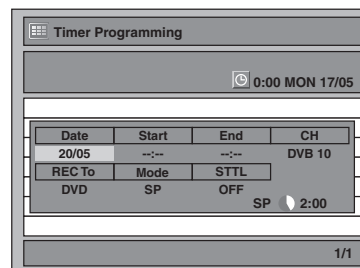 Timer Programming
0:00 MON 17/05
Date Start End CH
20/05 --:-- --:-- DVB 10
REC To Mode STTL
DVD SP OFF
SP 2:00
1/1